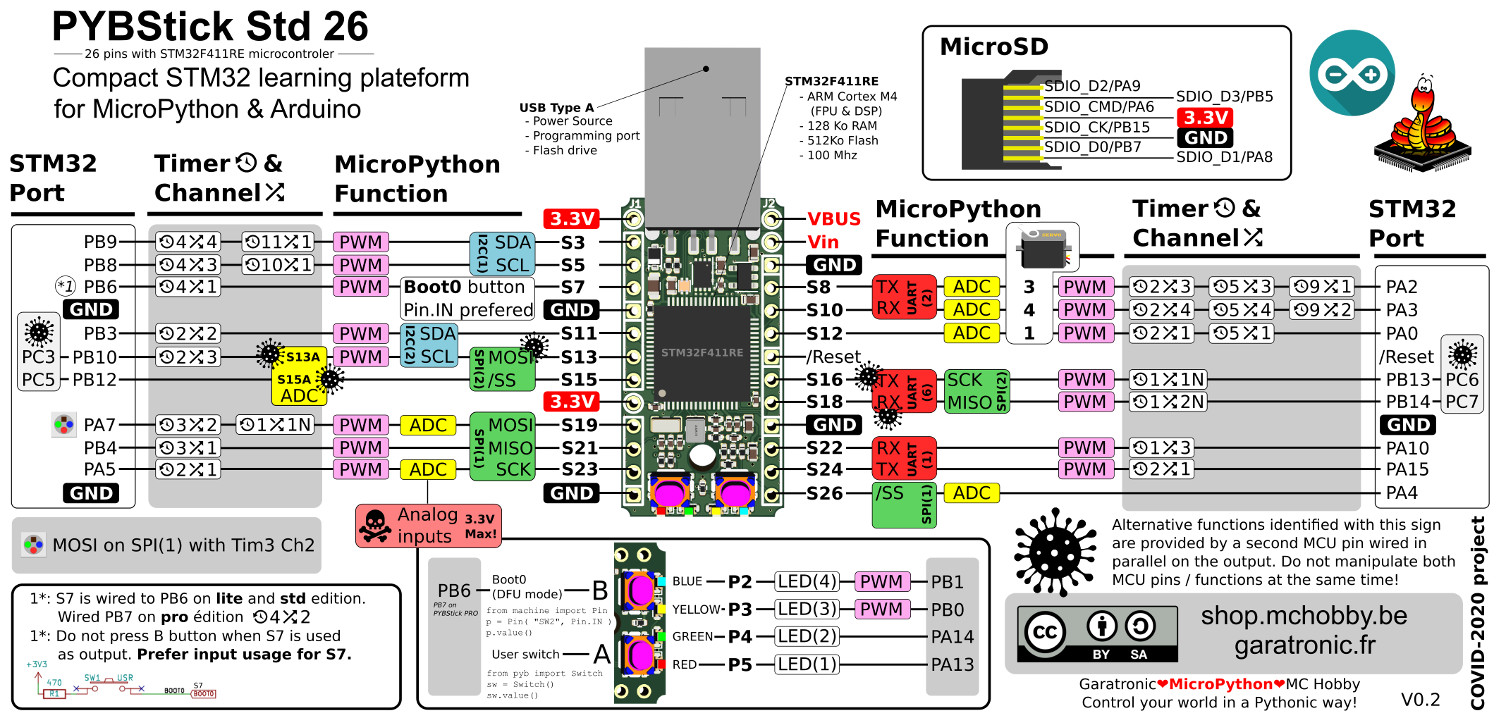 PYBStick Std 26
26 pins with STM32F411RE microcontroler
Compact STM32 learning plateform
for MicroPython & Arduino
USB Type A
- Power Source
- Programming port
- Flash drive
STM32F411RE
- ARM Cortex M4
(FPU & DSP)
- 128 Ko RAM
- 512Ko Flash
- 100 Mhz
MicroSD
SDIO_D2/PA9
SDIO_D3/PB5
SDIO_CMD/PA6
3.3V
SDIO_CK/PB15
GND
SDIO_D0/PB7
SDIO_D1/PA8
STM32
Port
Timer &
Channel
MicroPython
Function
J1
J2
3.3V
PB9 4 4 11 1 PWM SDA S3
PB8 4 3 10 1 PWM SCL S5
I2C(1)
*1 PB6 4 1 PWM Boot0 button S7
GND Pin.IN prefered GND
PB3 2 2 PWM SDA S11
PC3 PB10 2 3 S13A PWM SCL MOSI S13
I2C(2)
PC5 PB12 S15A /SS S15
ADC
SPI(2)
3.3V
PA7 3 2 1 1N PWM ADC MOSI S19
PB4 3 1 PWM MISO S21
PA5 2 1 PWM ADC SCK S23
SPI(1)
GND GND
STM32F411RE
MicroPython
Function
Timer &
Channel
STM32
Port
VBUS
Vin
GND
S8 TX ADC 3 PWM 2 3 5 3 9 1 PA2
S10 RX ADC 4 PWM 2 4 5 4 9 2 PA3
UART
(2)
S12 ADC 1 PWM 2 1 5 1 PA0
/Reset /Reset
S16 TX SCK PWM 1 1N PB13 PC6
S18 RX MISO PWM 1 2N PB14 PC7
UART
(6)
SPI(2)
GND GND
S22 RX PWM 1 3 PA10
S24 TX PWM 2 1 PA15
UART
(1)
S26 /SS ADC PA4
SPI(1)
MOSI on SPI(1) with Tim3 Ch2
Analog
inputs
3.3V
Max!
1*: S7 is wired to PB6 on lite and std edition.
Wired PB7 on pro édition 4 2
1*: Do not press B button when S7 is used
as output. Prefer input usage for S7.
+3V3
470
R1
SW1 USR
BOOT0
S7
BOOT0
PB6
PB7 on
PYBStick PRO
Boot0
(DFU mode) B
from machine import Pin
p = Pin( "SW2", Pin.IN )
p.value()
User switch A
from pyb import Switch
sw = Switch()
sw.value()
BLUE P2 LED(4) PWM PB1
YELLOW P3 LED(3) PWM PB0
GREEN P4 LED(2) PA14
RED P5 LED(1) PA13
Alternative functions identified with this sign
are provided by a second MCU pin wired in
parallel on the output. Do not manipulate both
MCU pins / functions at the same time!
cc
BY SA
shop.mchobby.be
garatronic.fr
Garatronic❤MicroPython❤MC Hobby
Control your world in a Pythonic way!
V0.2
COVID-2020 project